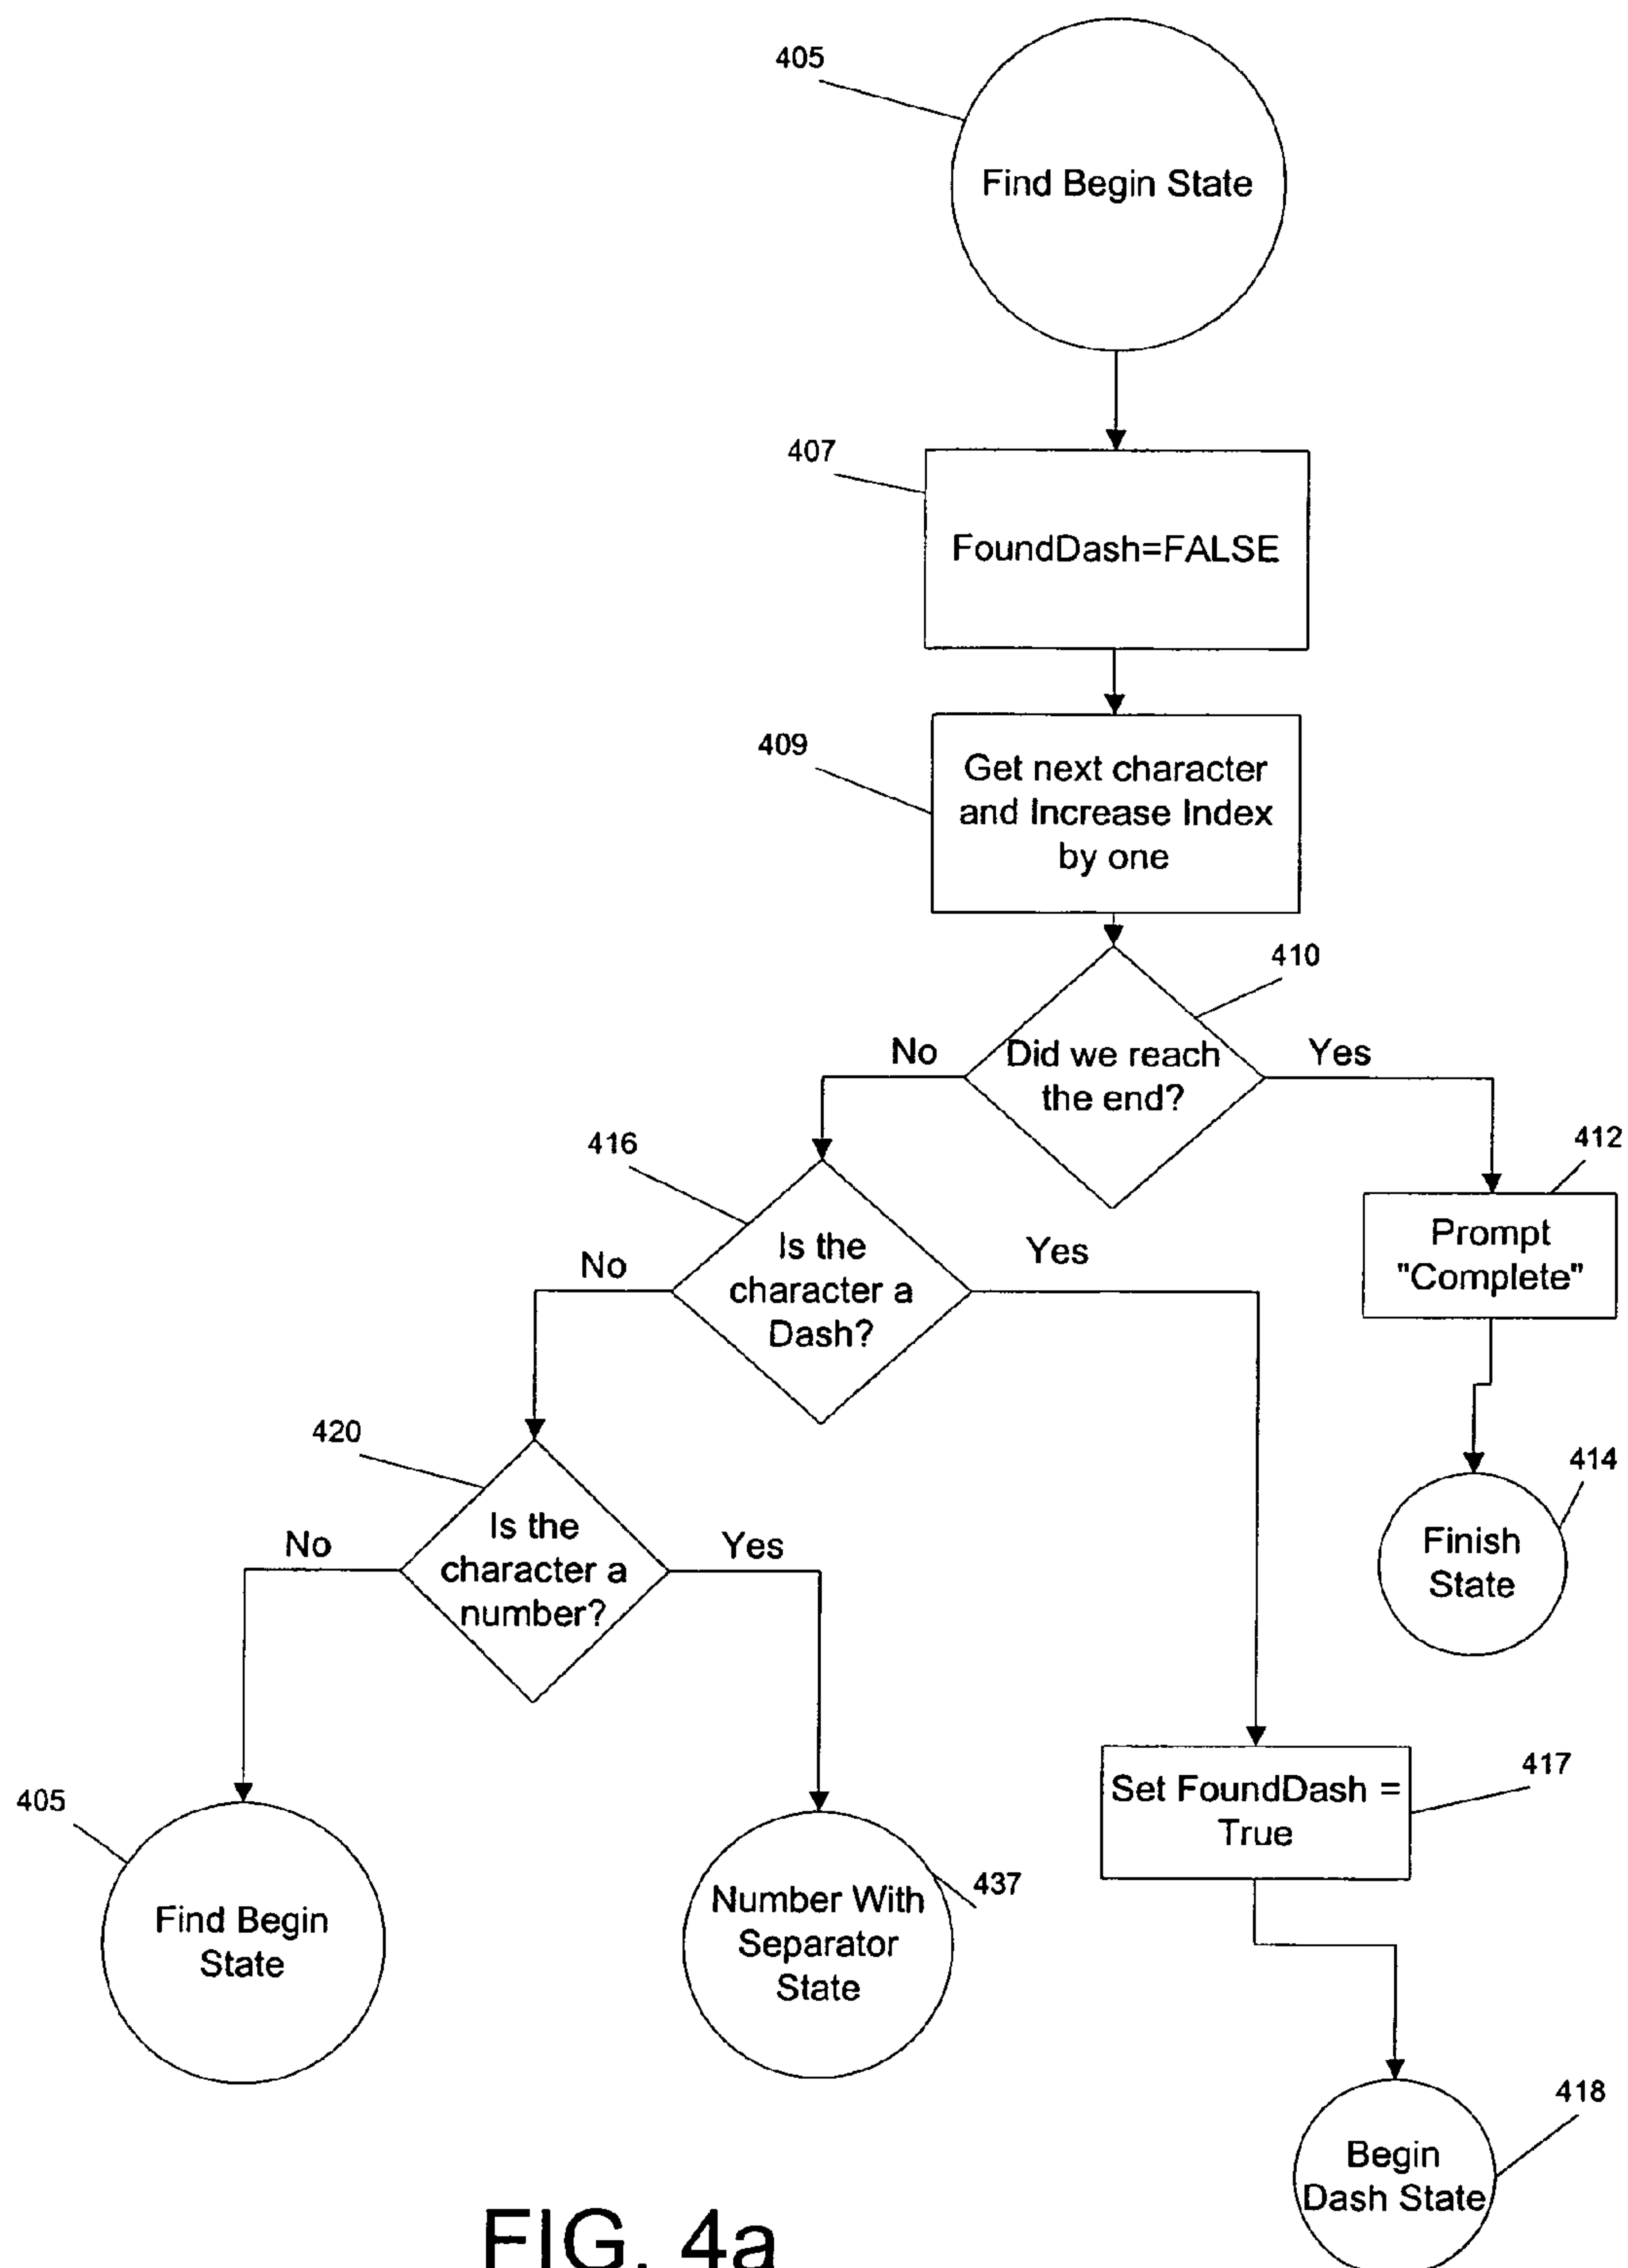 405
Find Begin State
407
FoundDash=FALSE
409
Get next character
and Increase Index
by one
410
Did we reach
the end?
No
Yes
416
412
Is the
character a
Dash?
No
Yes
Prompt
"Complete"
420
414
Is the
character a
number?
No
Yes
Finish
State
405
417
Set FoundDash =
True
Find Begin
State
437
Number With
Separator
State
418
Begin
Dash State
FIG. 4a